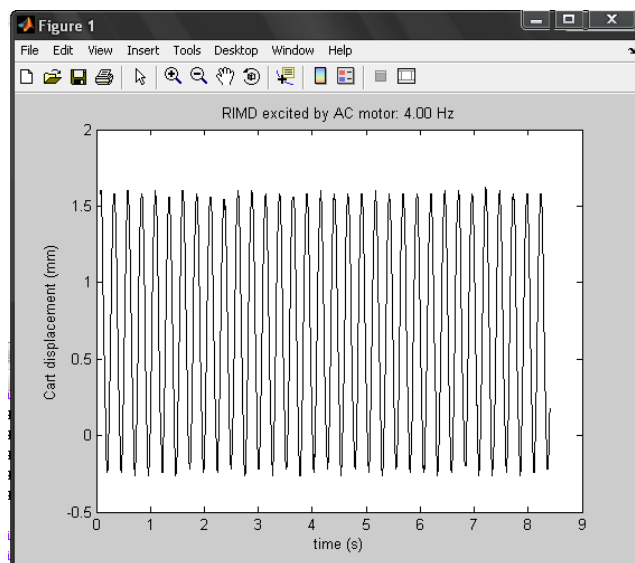 Figure 1
File Edit View Insert Tools Desktop Window Help
RIMD excited by AC motor: 4.00 Hz
2
1.5
1
0.5
0
-0.5
Cart displacement (mm)
0 1 2 3 4 5 6 7 8 9
time (s)